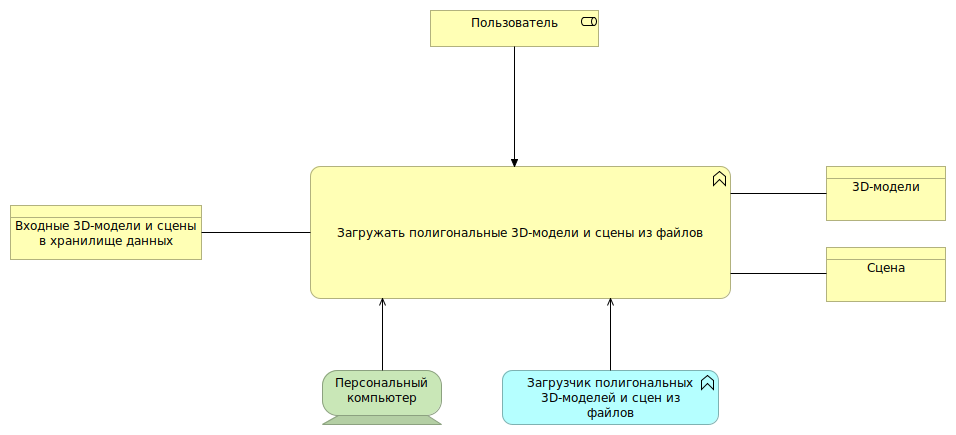 Пользователь
Загружать полигональные 3D-модели и сцены из файлов
Входные 3D-модели и сцены
в хранилище данных
3D-модели
Сцена
Персональный
компьютер
Загрузчик полигональных
3D-моделей и сцен из
файлов